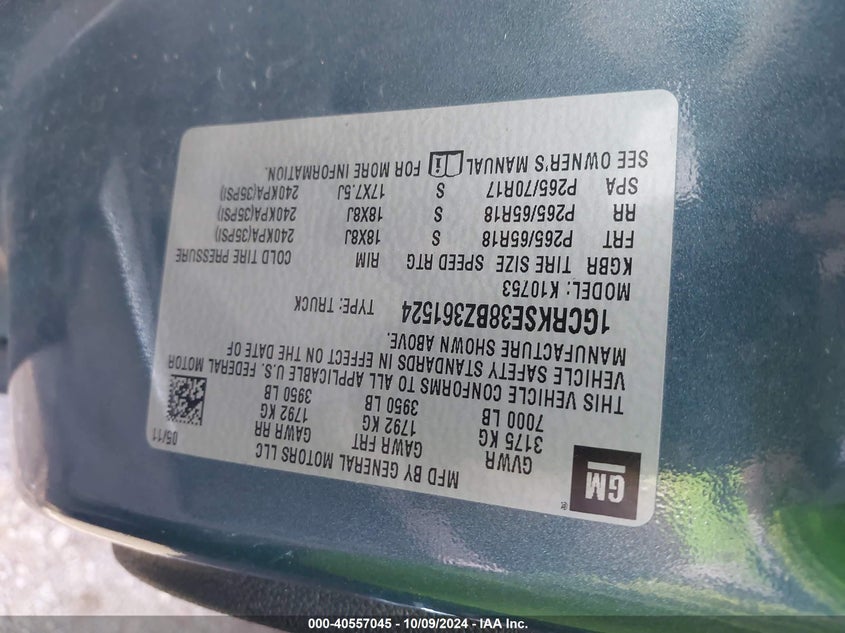 GM
MFD BY GENERAL MOTORS LLC
05/11
GVWR GAWR FRT GAWR RR
3175 KG 1792 KG 1792 KG
7000 LB 3950 LB 3950 LB
THIS VEHICLE CONFORMS TO ALL APPLICABLE U.S. FEDERAL MOTOR
VEHICLE SAFETY STANDARDS IN EFFECT ON THE DATE OF
MANUFACTURE SHOWN ABOVE.
1GCRKSE38BZ361524 TYPE: TRUCK
MODEL: K10753
KGBR TIRE SIZE SPEED RTG RIM COLD TIRE PRESSURE
FRT P265/65R18 S 18X8J 240KPA(35PSI)
RR P265/65R18 S 18X8J 240KPA(35PSI)
SPA P265/70R17 S 17X7.5J 240KPA(35PSI)
SEE OWNER'S MANUAL FOR MORE INFORMATION.
000-40557045 - 10/09/2024 - IAA Inc.